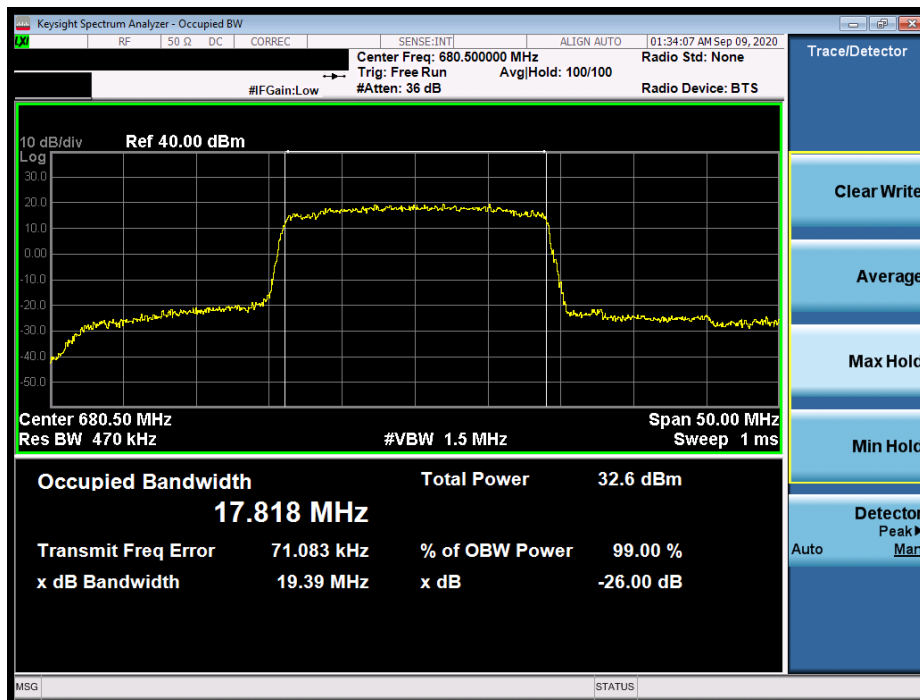 Keysight Spectrum Analyzer - Occupied BW
LXI
RF
50 Ω
DC
CORREC
SENSE:INT
ALIGN AUTO
01:34:07 AM Sep 09, 2020
Center Freq: 680.500000 MHz
Radio Std: None
Trig: Free Run
Avg|Hold: 100/100
#IFGain:Low
#Atten: 36 dB
Radio Device: BTS
10 dB/div
Ref 40.00 dBm
Log
30.0
20.0
10.0
0.00
-10.0
-20.0
-30.0
-40.0
-50.0
Center 680.50 MHz
Span 50.00 MHz
Res BW 470 kHz
#VBW 1.5 MHz
Sweep 1 ms
Occupied Bandwidth
Total Power
32.6 dBm
17.818 MHz
Transmit Freq Error
71.083 kHz
% of OBW Power
99.00 %
x dB Bandwidth
19.39 MHz
x dB
-26.00 dB
Trace/Detector
Clear Write
Average
Max Hold
Min Hold
Detector
Peak
Auto
Man
MSG
STATUS